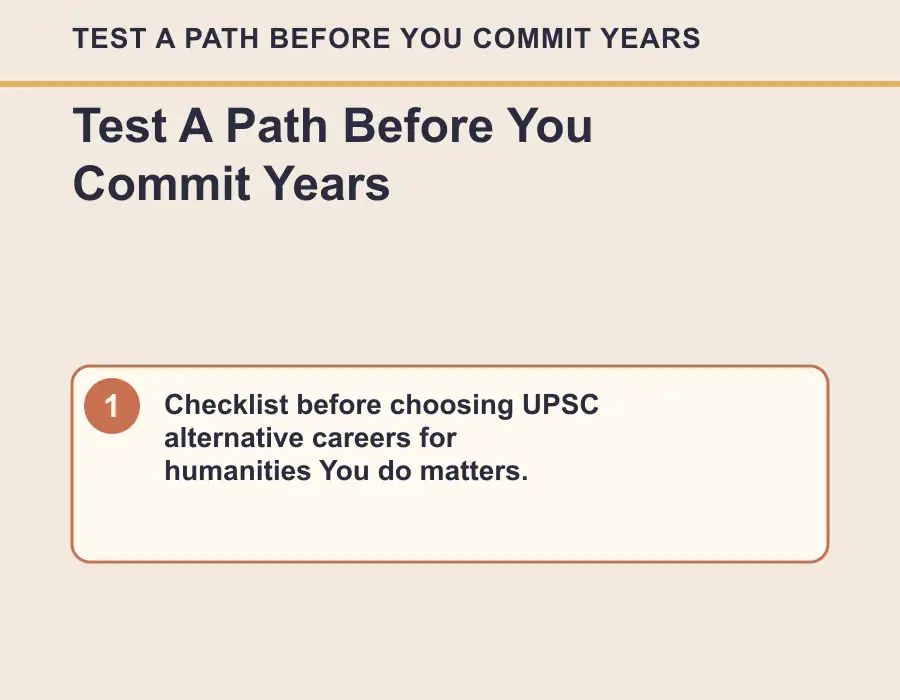 TEST A PATH BEFORE YOU COMMIT YEARS
Test A Path Before You
Commit Years
1
Checklist before choosing UPSC
alternative careers for
humanities You do matters.